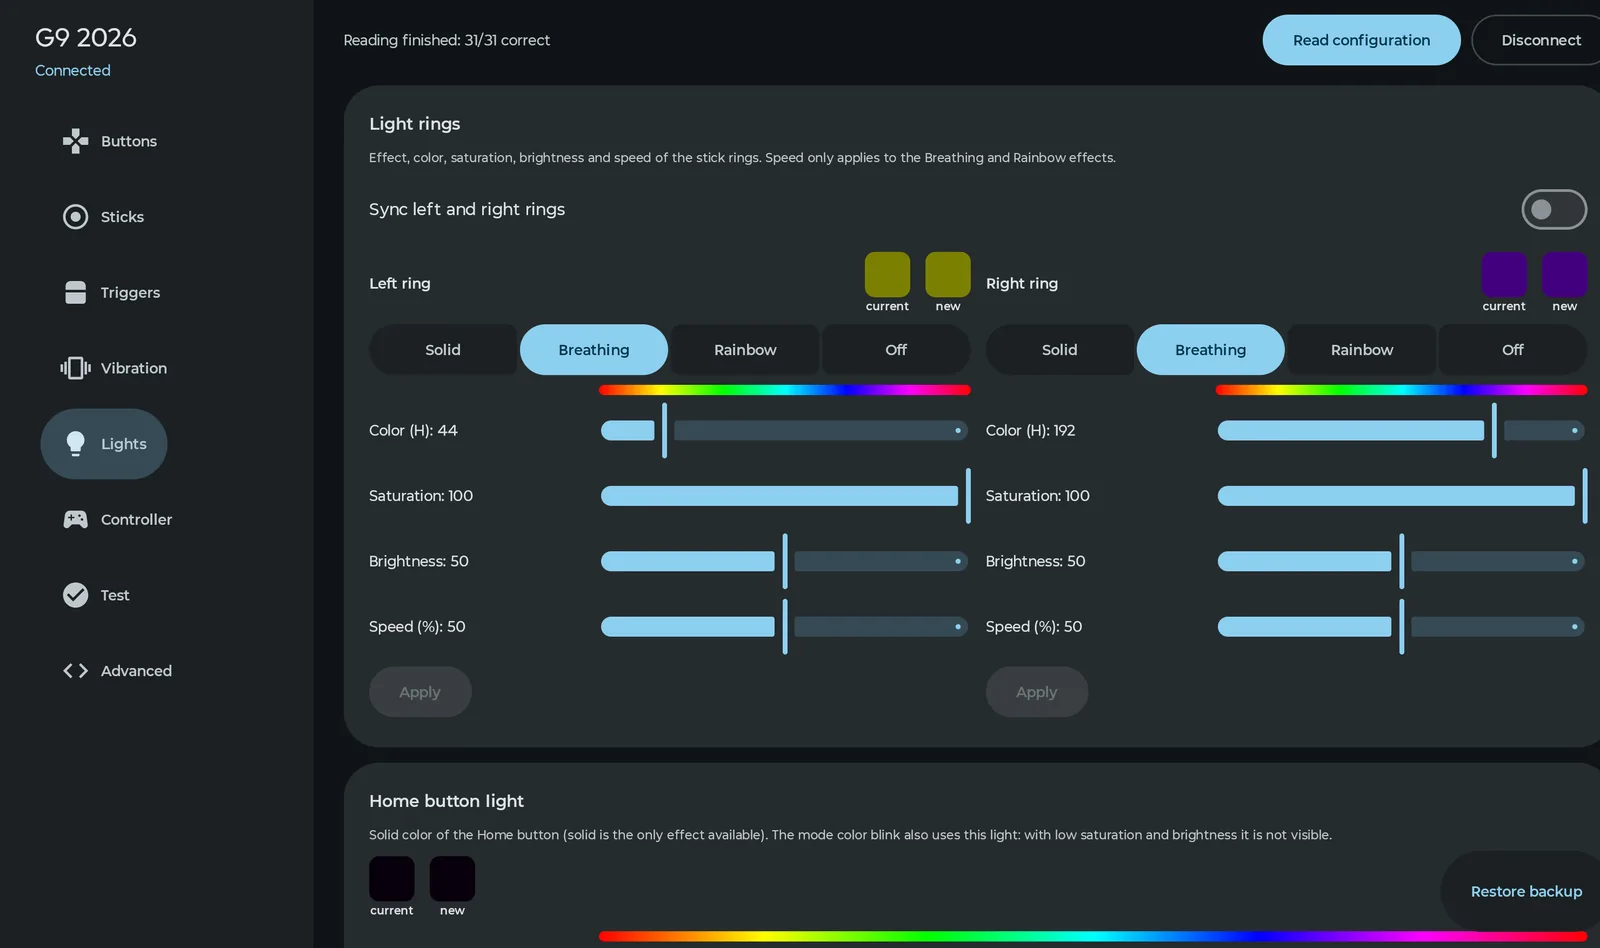 G9 2026
Connected
Buttons
Sticks
Triggers
Vibration
Lights
Controller
Test
Advanced
Reading finished: 31/31 correct
Read configuration
Disconnect
Light rings
Effect, color, saturation, brightness and speed of the stick rings. Speed only applies to the Breathing and Rainbow effects.
Sync left and right rings
Left ring
current
new
Solid
Breathing
Rainbow
Off
Color (H): 44
Saturation: 100
Brightness: 50
Speed (%): 50
Apply
Right ring
current
new
Solid
Breathing
Rainbow
Off
Color (H): 192
Saturation: 100
Brightness: 50
Speed (%): 50
Apply
Home button light
Solid color of the Home button (solid is the only effect available). The mode color blink also uses this light: with low saturation and brightness it is not visible.
current
new
Restore backup